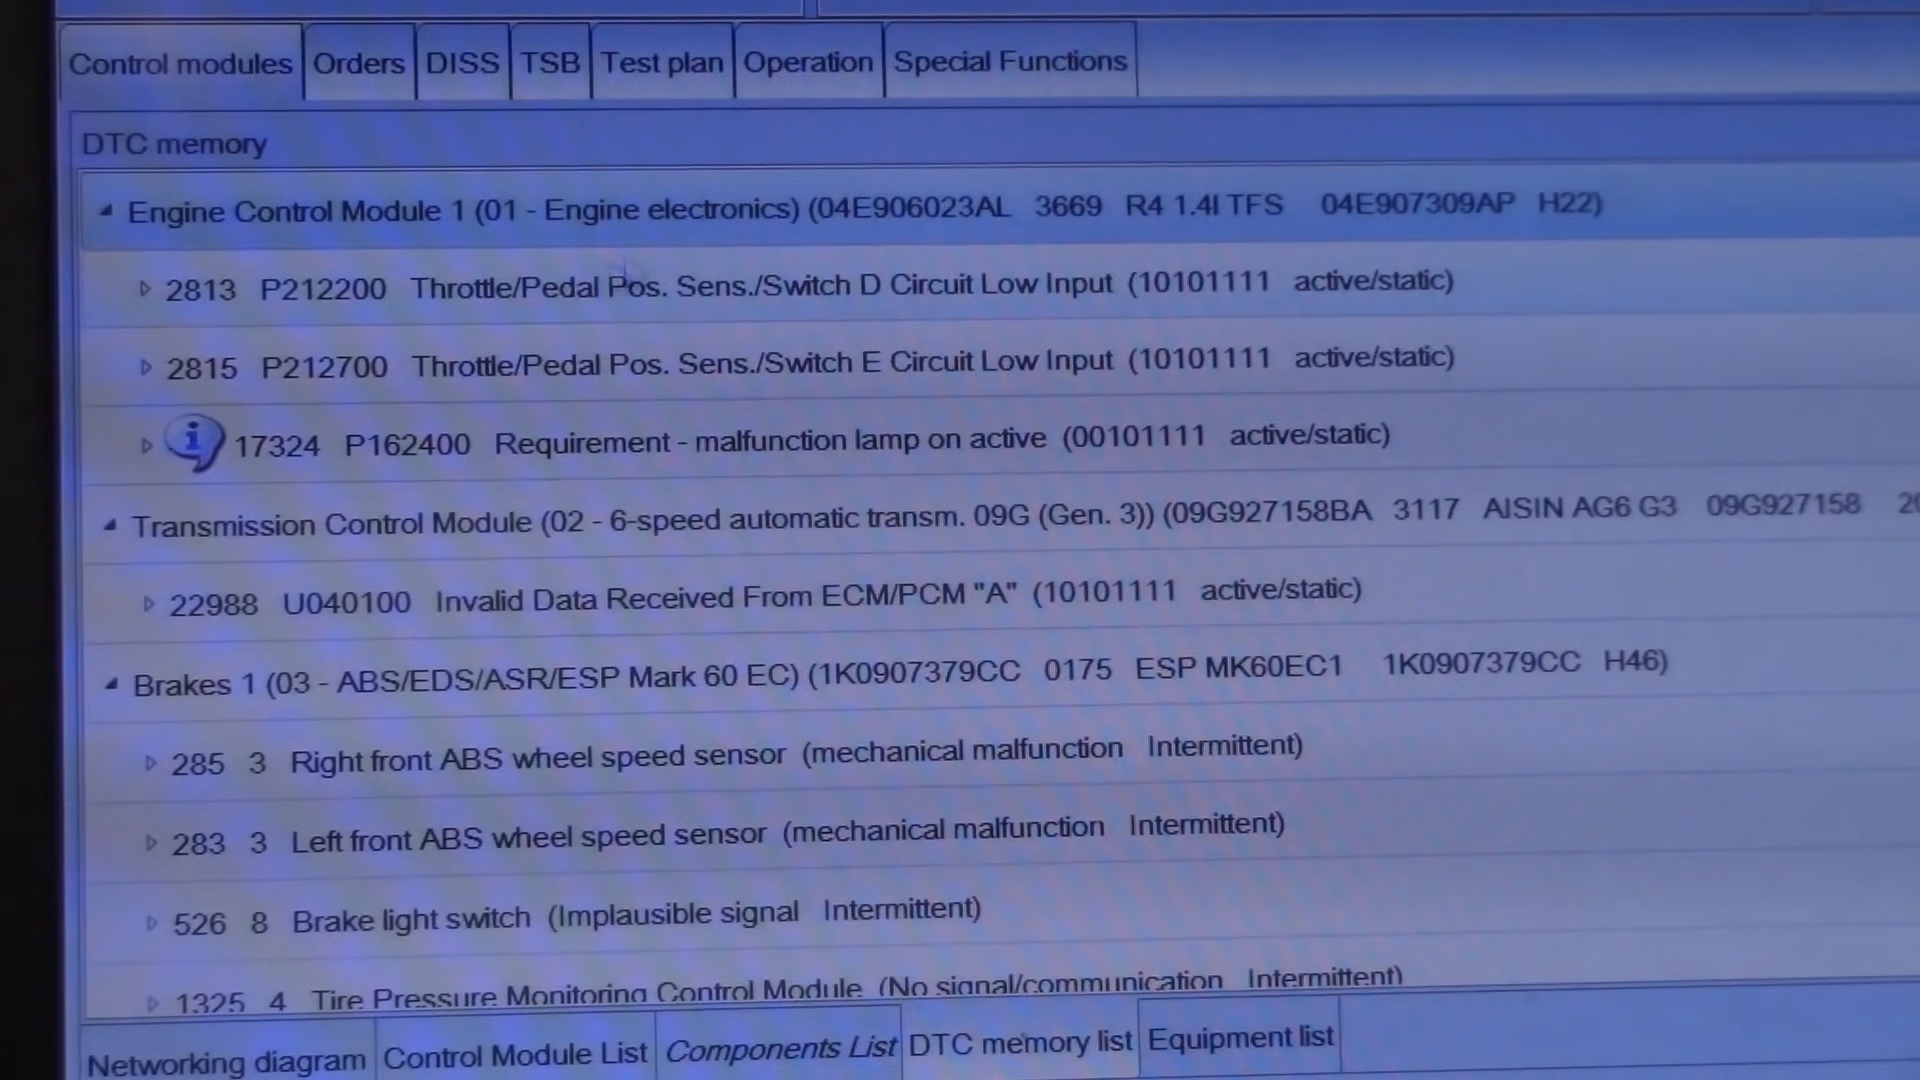 Control modules Orders DISS TSB Test plan Operation Special Functions
DTC memory
Engine Control Module 1 (01 - Engine electronics) (04E906023AL 3669 R4 1.4l TFS 04E907309AP H22)
2813 P212200 Throttle/Pedal Pos. Sens./Switch D Circuit Low Input (10101111 active/static)
2815 P212700 Throttle/Pedal Pos. Sens./Switch E Circuit Low Input (10101111 active/static)
i 17324 P162400 Requirement - malfunction lamp on active (00101111 active/static)
Transmission Control Module (02 - 6-speed automatic transm. 09G (Gen. 3)) (09G927158BA 3117 AISIN AG6 G3 09G927158
22988 U040100 Invalid Data Received From ECM/PCM "A" (10101111 active/static)
Brakes 1 (03 - ABS/EDS/ASR/ESP Mark 60 EC) (1K0907379CC 0175 ESP MK60EC1 1K0907379CC H46)
285 3 Right front ABS wheel speed sensor (mechanical malfunction Intermittent)
283 3 Left front ABS wheel speed sensor (mechanical malfunction Intermittent)
526 8 Brake light switch (Implausible signal Intermittent)
1325 4 Tire Pressure Monitoring Control Module (No signal/communication Intermittent)
Networking diagram Control Module List Components List DTC memory list Equipment list